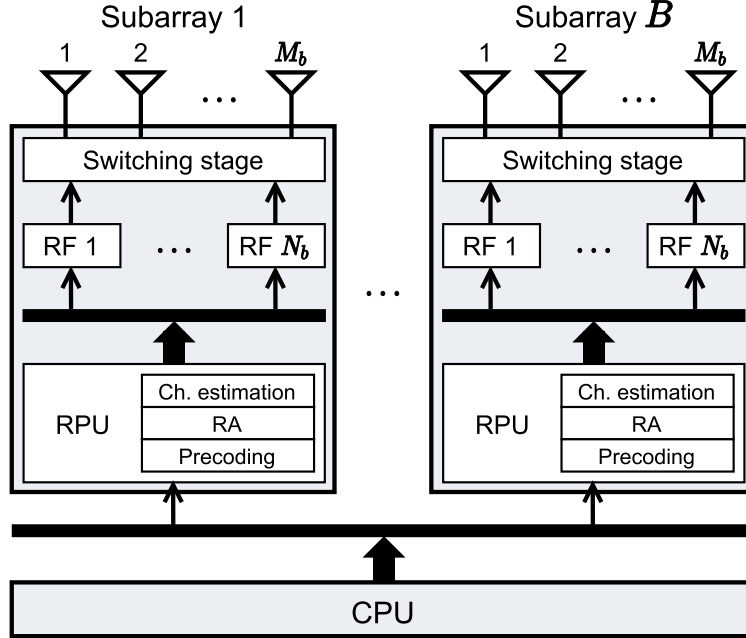 Subarray 1
1 2 ... M_b
Switching stage
RF 1 ... RF N_b
RPU
Ch. estimation
RA
Precoding
...
Subarray B
1 2 ... M_b
Switching stage
RF 1 ... RF N_b
RPU
Ch. estimation
RA
Precoding
CPU